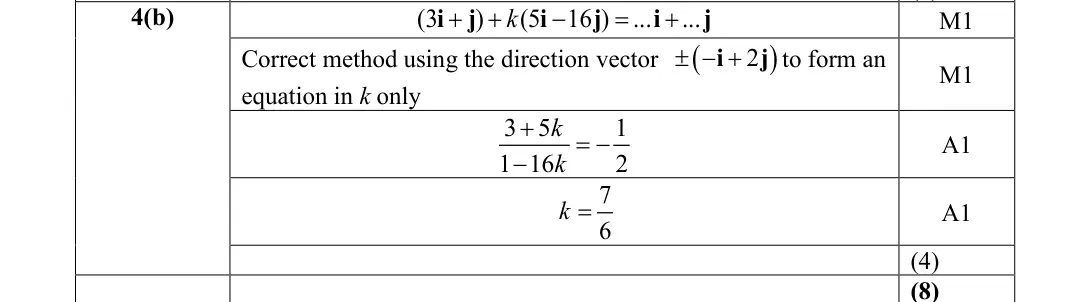 4(b) (3i + j) + k(5i − 16j) = ...i + ...j M1
Correct method using the direction vector ±(−i + 2j) to form an
equation in k only M1
(3 + 5k)/(1 − 16k) = −1/2 A1
k = 7/6 A1
(4)
(8)